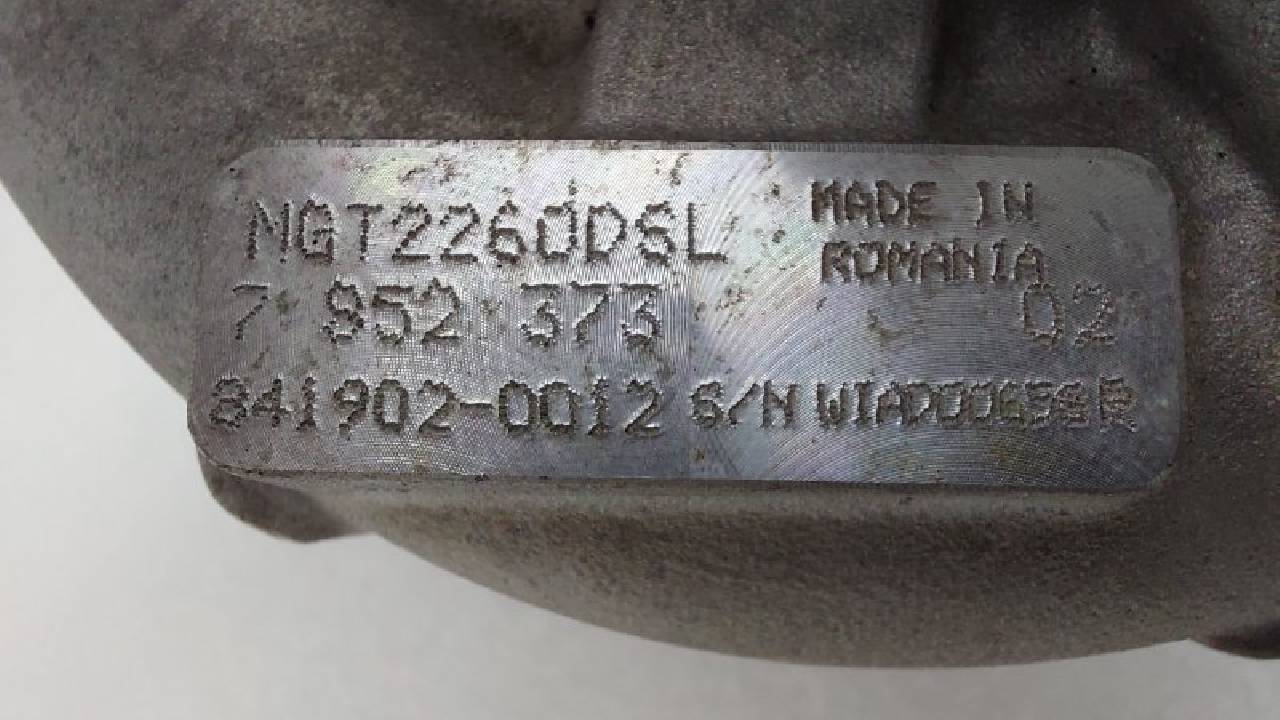 MGT2260DSL
MADE IN
ROMANIA
7 852 373
02
841902-0012 S/N